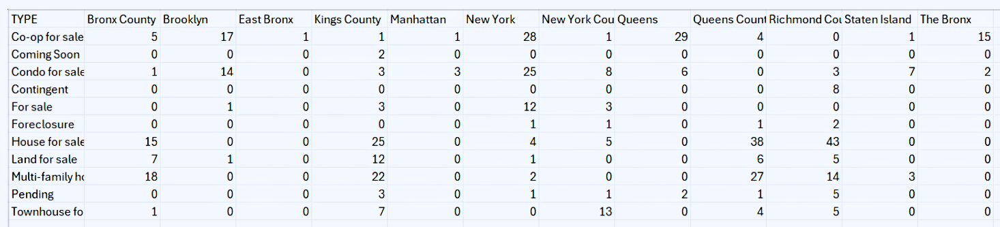 TYPE Bronx County Brooklyn East Bronx Kings County Manhattan New York New York Cou Queens Queens Count Richmond Cou Staten Island The Bronx
Co-op for sale 5 17 1 1 1 28 1 29 4 0 1 15
Coming Soon 0 0 0 2 0 0 0 0 0 0 0 0
Condo for sale 1 14 0 3 3 25 8 6 0 3 7 2
Contingent 0 0 0 0 0 0 0 0 0 8 0 0
For sale 0 1 0 3 0 12 3 0 0 0 0 0
Foreclosure 0 0 0 0 0 1 1 0 1 2 0 0
House for sale 15 0 0 25 0 4 5 0 38 43 0 0
Land for sale 7 1 0 12 0 1 0 0 6 5 0 0
Multi-family ho 18 0 0 22 0 2 0 0 27 14 3 0
Pending 0 0 0 3 0 1 1 2 1 5 0 0
Townhouse fo 1 0 0 7 0 0 13 0 4 5 0 0